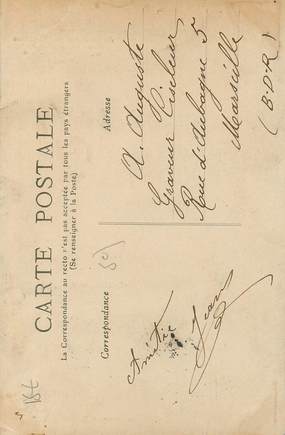 CARTE POSTALE
La Correspondance au recto n'est pas acceptée par tous les pays étrangers
(Se renseigner à la Poste)
Correspondance
Adresse
Amitié
Jean
A. Auguste
Graveur Ciseleur
Rue d'Aubagne 5
Marseille
(B.D.R)